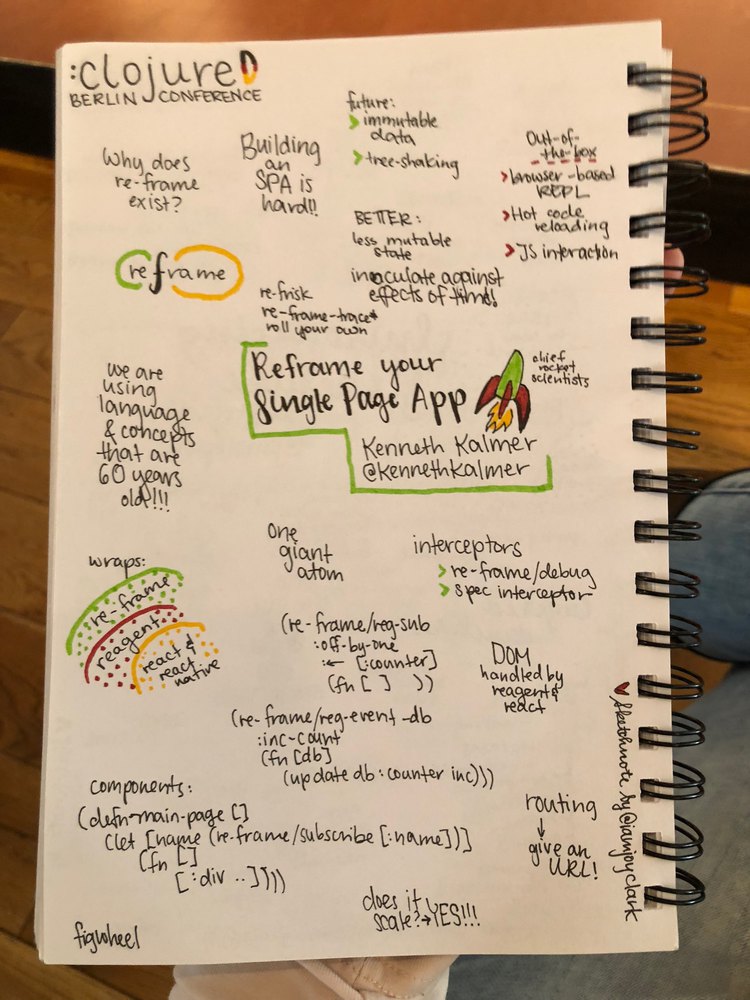 :clojureD
BERLIN CONFERENCE
Why does
re-frame
exist?
Building
an
SPA is
hard!!
future:
> immutable
data
> tree-shaking
Out-of-
-the-box
> browser-based
REPL
> Hot code
reloading
> JS interaction
BETTER:
less mutable
state
inoculate against
effects of time!
re-frame
re-frisk
re-frame-trace*
roll your own
Reframe your
Single Page App
chief
rocket
scientists
Kenneth Kalmer
@kennethkalmer
we are
using
language
& concepts
that are
60 years
old!!!
one
giant
atom
interceptors
> re-frame/debug
> spec interceptor
wraps:
re-frame
reagent
react &
react
native
(re-frame/reg-sub
:off-by-one
:← [:counter]
(fn [ ] ))
DOM
handled by
reagent &
react
(re-frame/reg-event-db
:inc-count
(fn [db]
(update db :counter inc)))
components:
(defn-main-page []
(let [name (re-frame/subscribe [:name])]
(fn []
[:div ..])))
routing
↓
give an
URL!
does it
scale? → YES!!!
figwheel
♥ sketchnote by @iamjoyclark